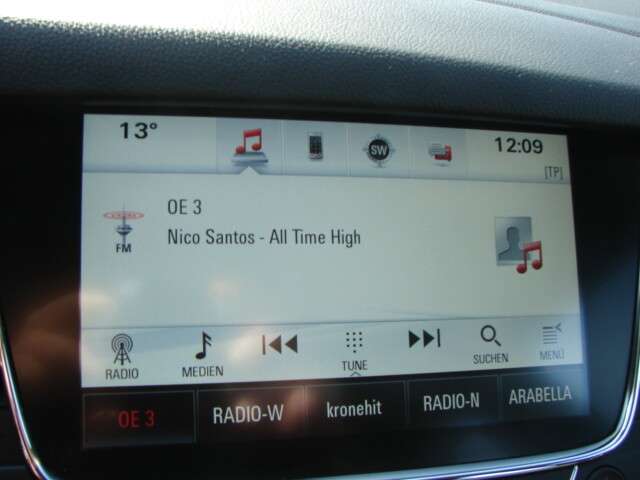 13°
SW
12:09
[TP]
OE 3
Nico Santos - All Time High
FM
RADIO
MEDIEN
TUNE
SUCHEN
MENÜ
OE 3
RADIO-W
kronehit
RADIO-N
ARABELLA